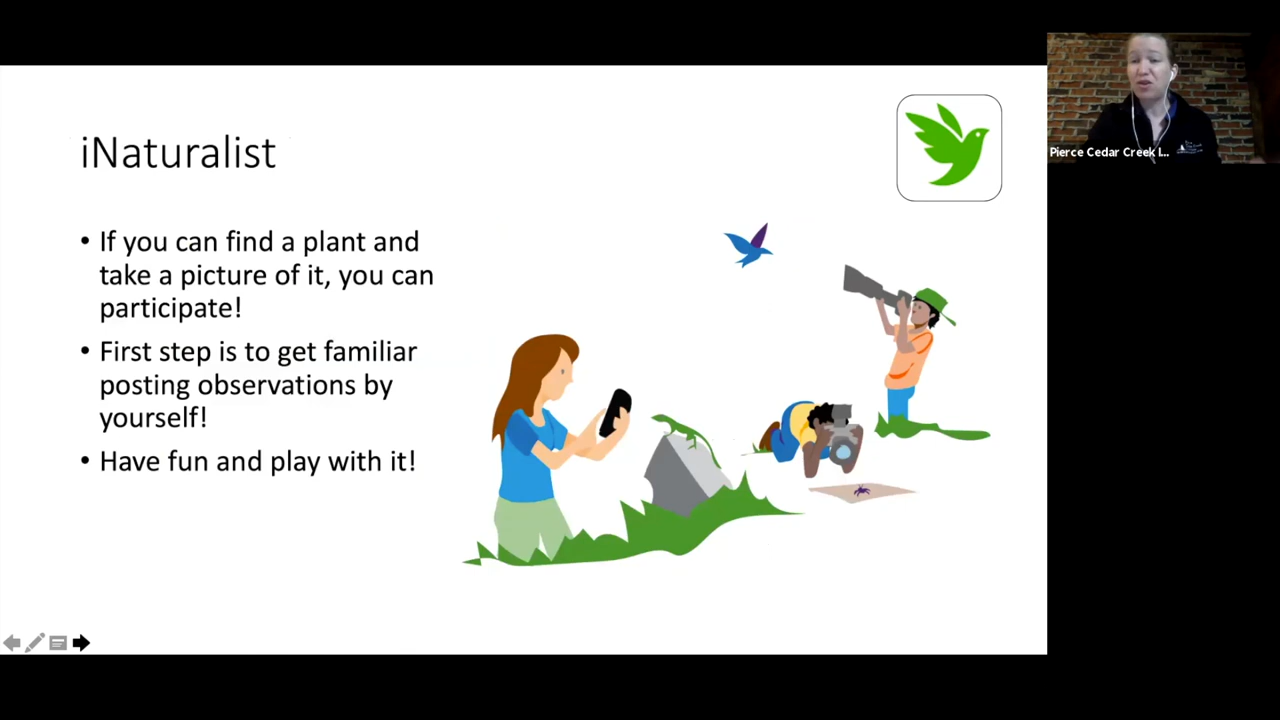 iNaturalist
• If you can find a plant and
take a picture of it, you can
participate!
• First step is to get familiar
posting observations by
yourself!
• Have fun and play with it!
Pierce Cedar Creek I...